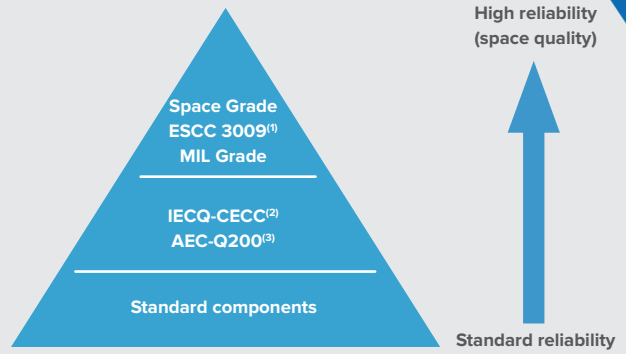 High reliability
(space quality)
Space Grade
ESCC 3009(1)
MIL Grade
IECQ-CECC(2)
AEC-Q200(3)
Standard components
Standard reliability